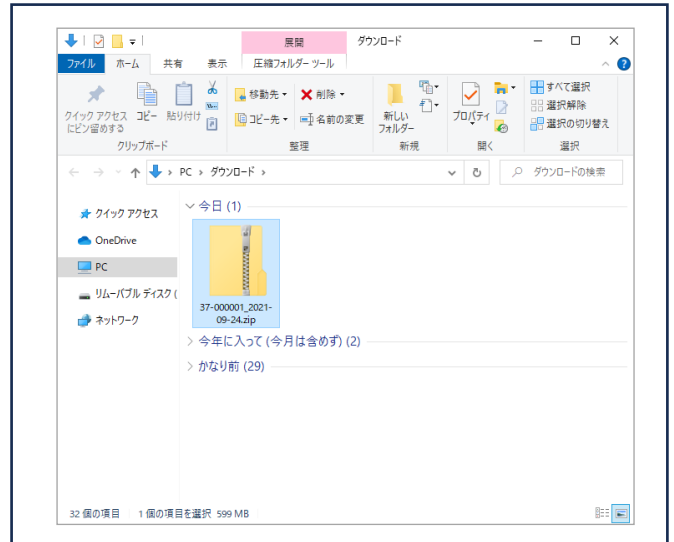 展開
ダウンロード
ファイル ホーム 共有 表示 圧縮フォルダー ツール
クイック アクセス
にピン留めする
コピー
貼り付け
移動先
削除
コピー先
名前の変更
新しい
フォルダー
プロパティ
すべて選択
選択解除
選択の切り替え
クリップボード 整理 新規 開く 選択
PC › ダウンロード ›
ダウンロードの検索
クイック アクセス
OneDrive
PC
リムーバブル ディスク (
ネットワーク
今日 (1)
37-000001_2021-
09-24.zip
今年に入って (今月は含めず) (2)
かなり前 (29)
32 個の項目 1 個の項目を選択 599 MB